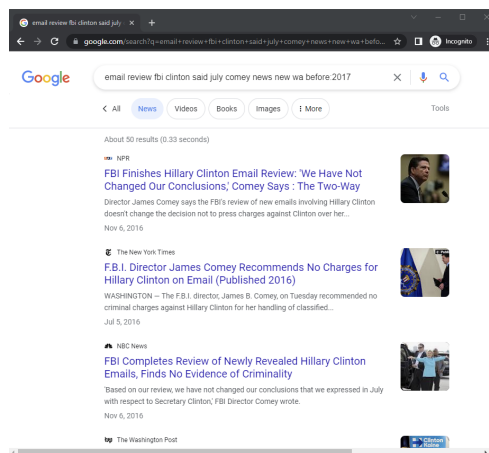 email review fbi clinton said july
Incognito
google.com/search?q=email+review+fbi+clinton+said+july+comey+news+new+wa+befo...
Google
email review fbi clinton said july comey news new wa before:2017
All
News
Videos
Books
Images
More
Tools
About 50 results (0.33 seconds)
NPR
FBI Finishes Hillary Clinton Email Review: 'We Have Not
Changed Our Conclusions,' Comey Says : The Two-Way
Director James Comey says the FBI's review of new emails involving Hillary Clinton
doesn't change the decision not to press charges against Clinton over her...
Nov 6, 2016
The New York Times
F.B.I. Director James Comey Recommends No Charges for
Hillary Clinton on Email (Published 2016)
WASHINGTON — The F.B.I. director, James B. Comey, on Tuesday recommended no
criminal charges against Hillary Clinton for her handling of classified...
Jul 5, 2016
NBC News
FBI Completes Review of Newly Revealed Hillary Clinton
Emails, Finds No Evidence of Criminality
'Based on our review, we have not changed our conclusions that we expressed in July
with respect to Secretary Clinton,' FBI Director Comey wrote.
Nov 6, 2016
wp The Washington Post
Clinton
Kaine